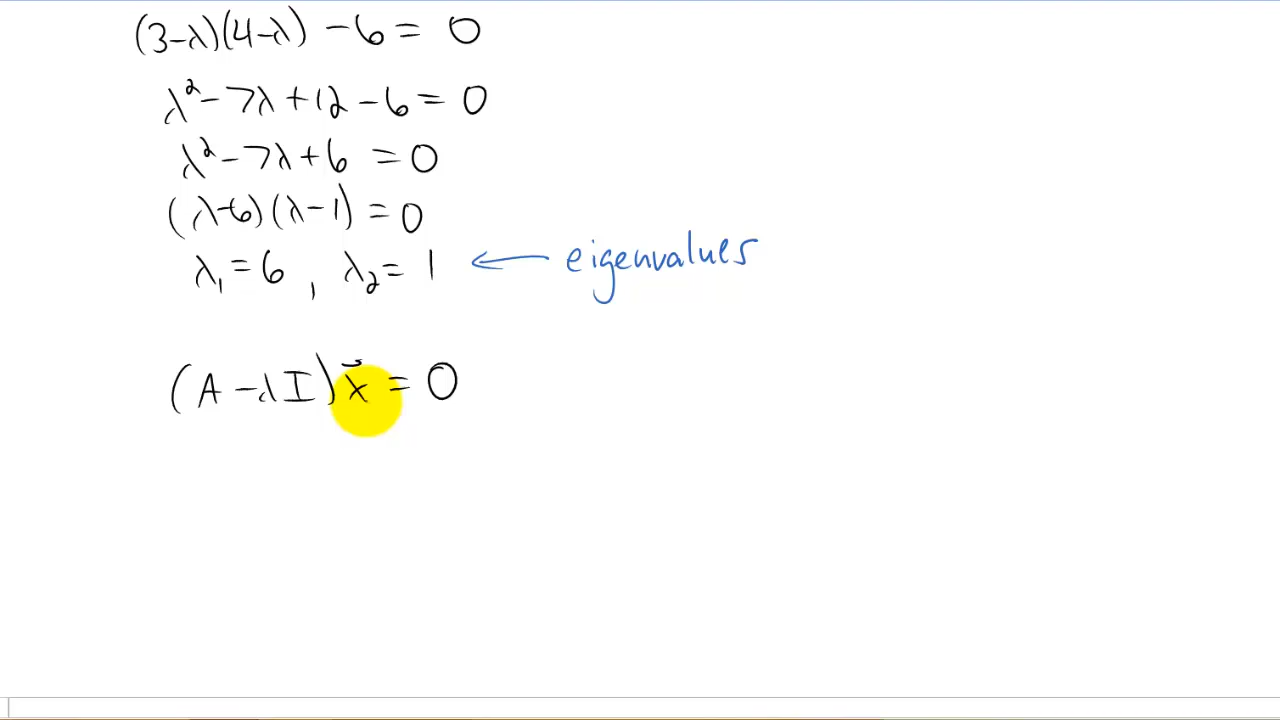 (3-λ)(4-λ) -6 = 0
λ² - 7λ + 12 - 6 = 0
λ² - 7λ + 6 = 0
(λ-6)(λ-1) = 0
λ₁ = 6 , λ₂ = 1 ← eigenvalues
(A - λI)x⃗ = 0